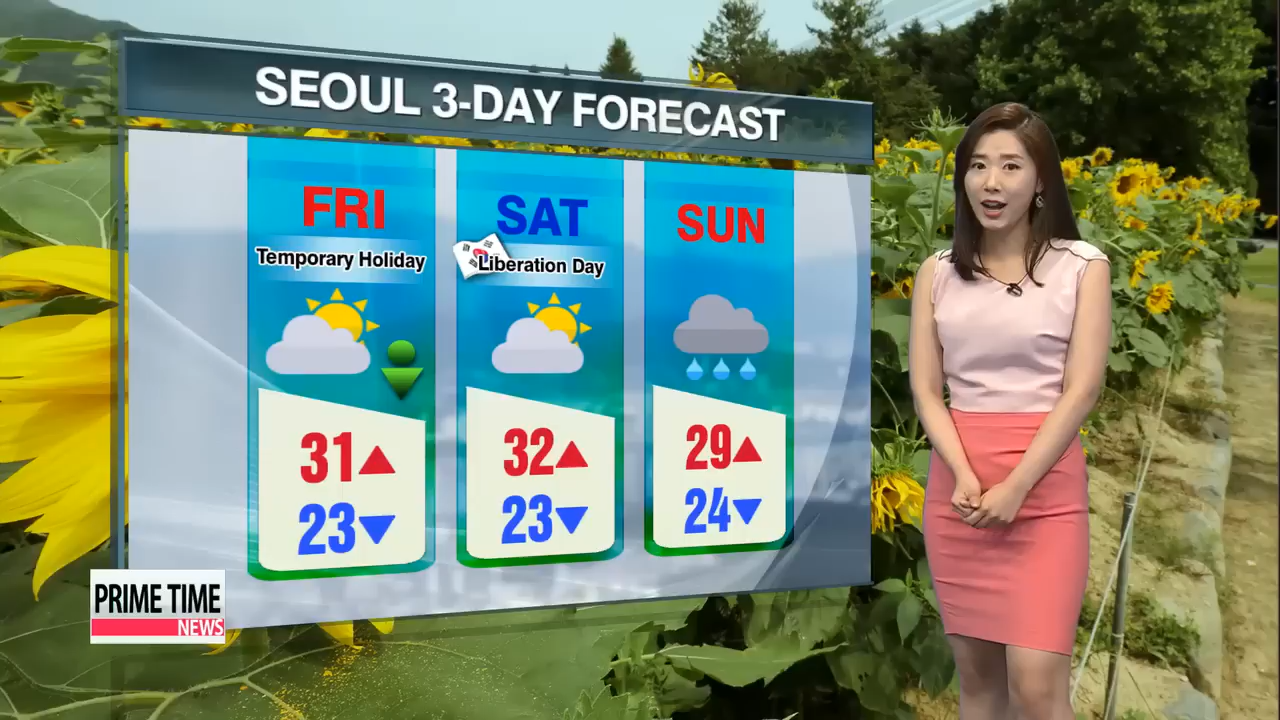 SEOUL 3-DAY FORECAST
FRI
Temporary Holiday
31
23
SAT
Liberation Day
32
23
SUN
29
24
PRIME TIME
NEWS